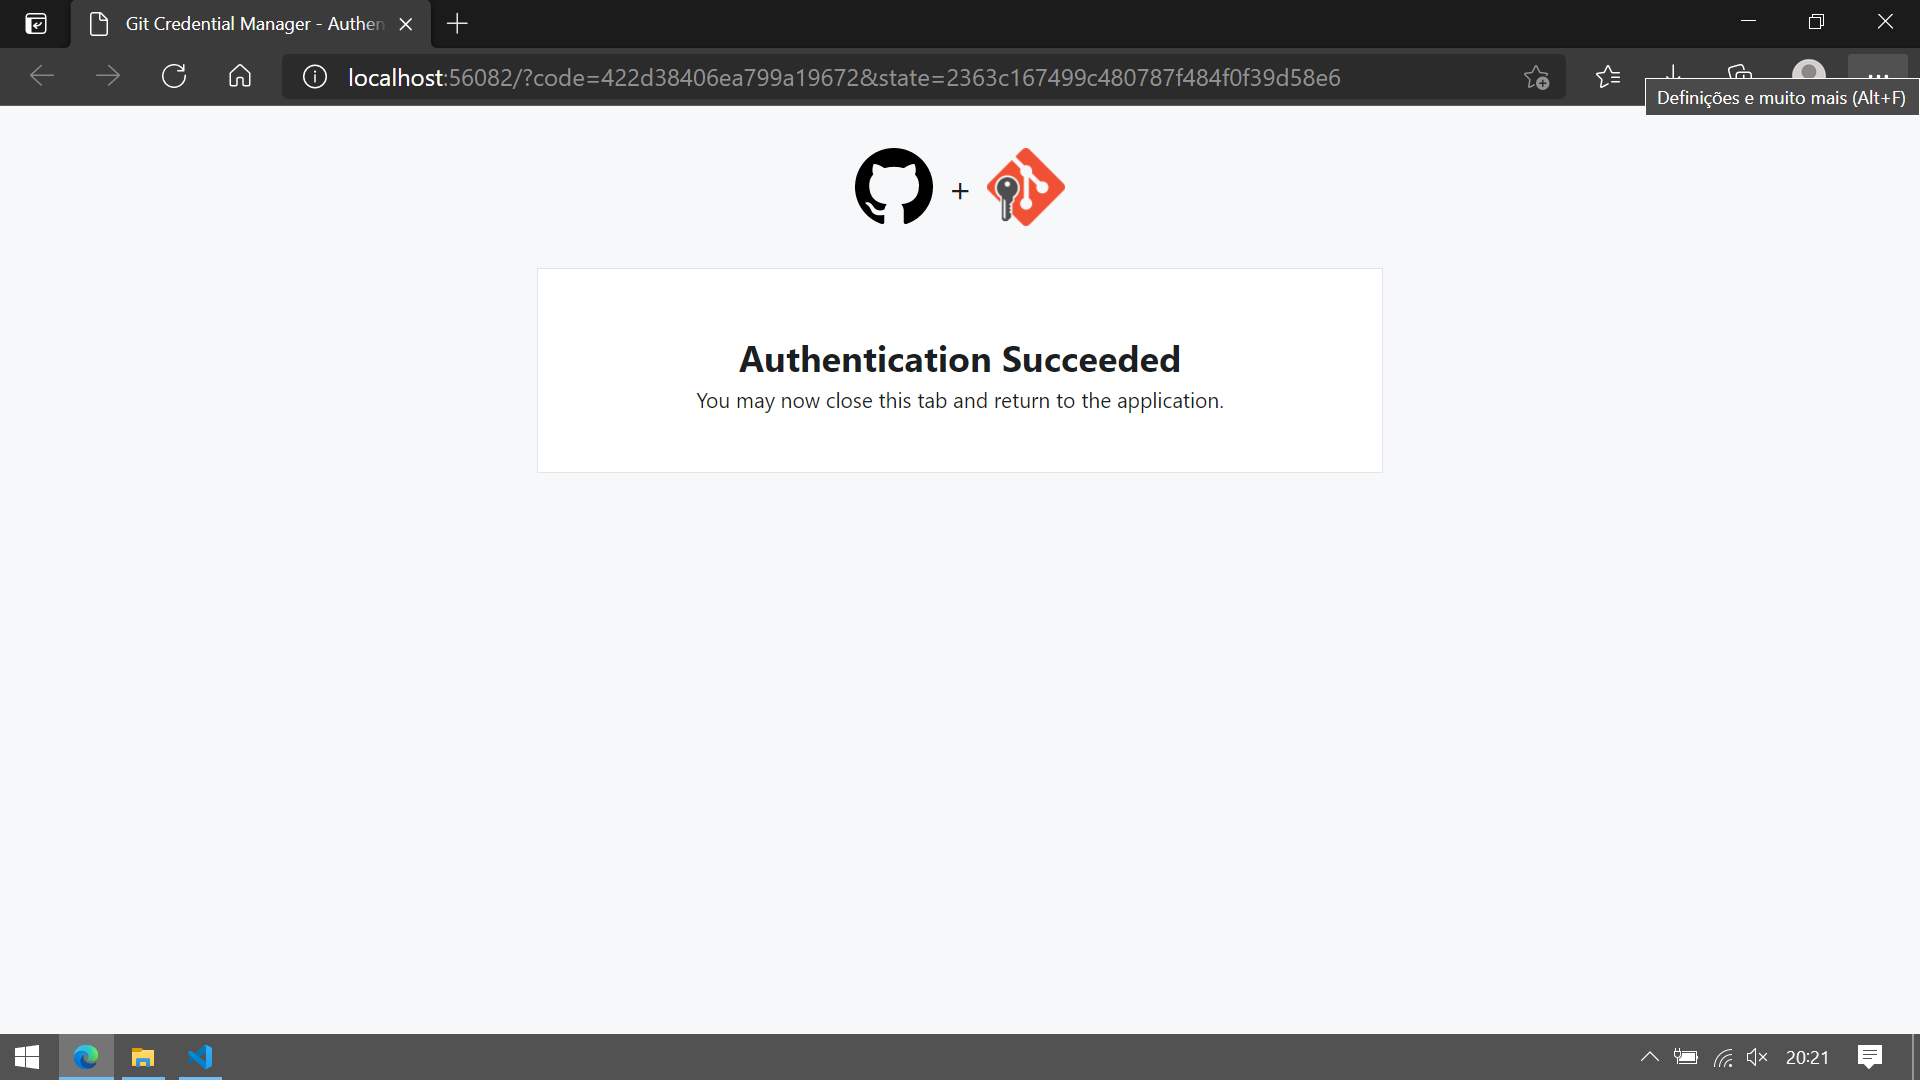 Git Credential Manager - Authen
localhost:56082/?code=422d38406ea799a19672&state=2363c167499c480787f484f0f39d58e6
Definições e muito mais (Alt+F)
+
Authentication Succeeded
You may now close this tab and return to the application.
20:21